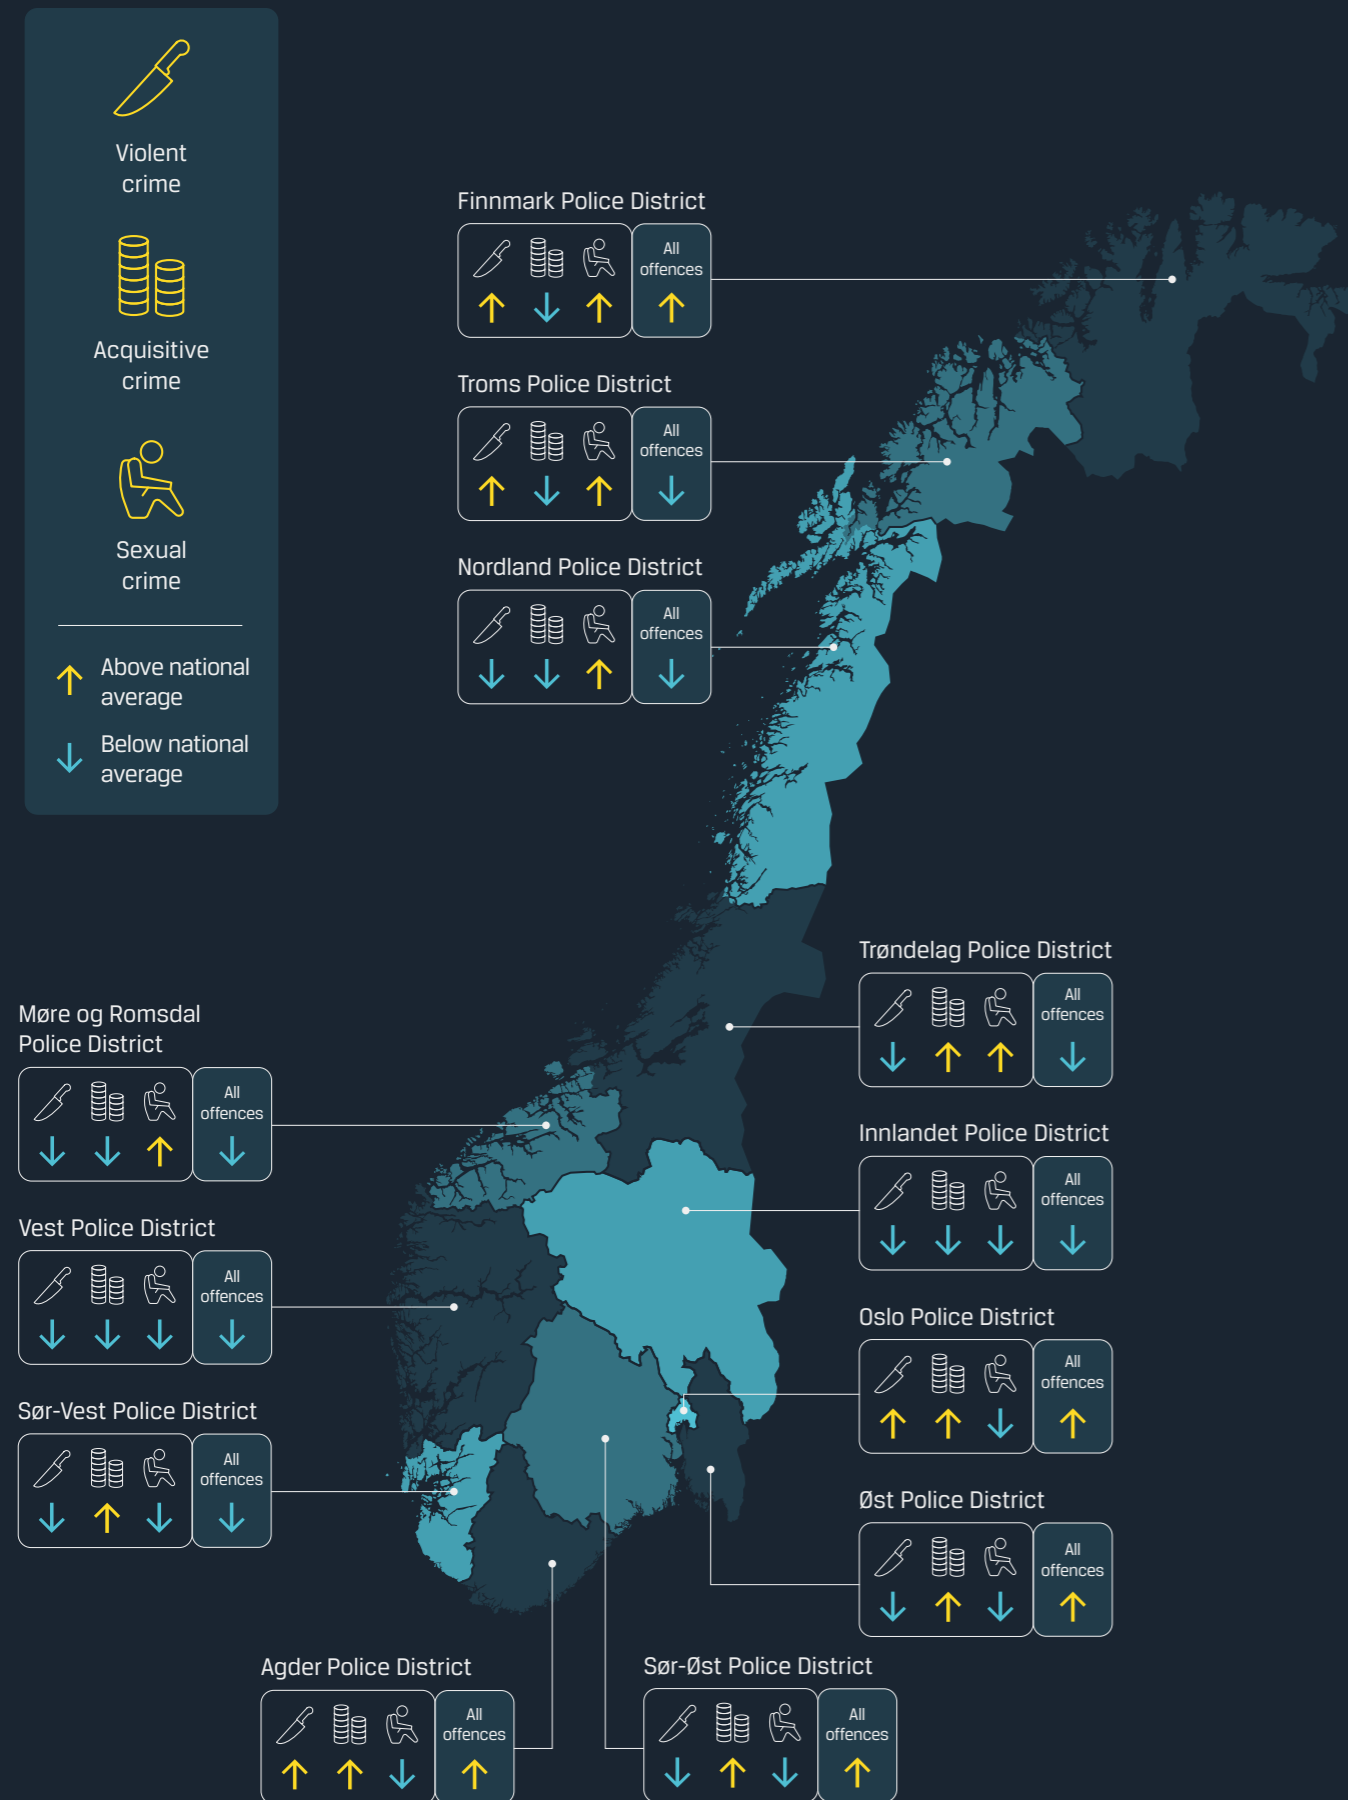 Violent
crime
Acquisitive
crime
Sexual
crime
Above national
average
Below national
average
Finnmark Police District
All
offences
Troms Police District
All
offences
Nordland Police District
All
offences
Trøndelag Police District
All
offences
Møre og Romsdal
Police District
All
offences
Innlandet Police District
All
offences
Vest Police District
All
offences
Oslo Police District
All
offences
Sør-Vest Police District
All
offences
Øst Police District
All
offences
Agder Police District
All
offences
Sør-Øst Police District
All
offences